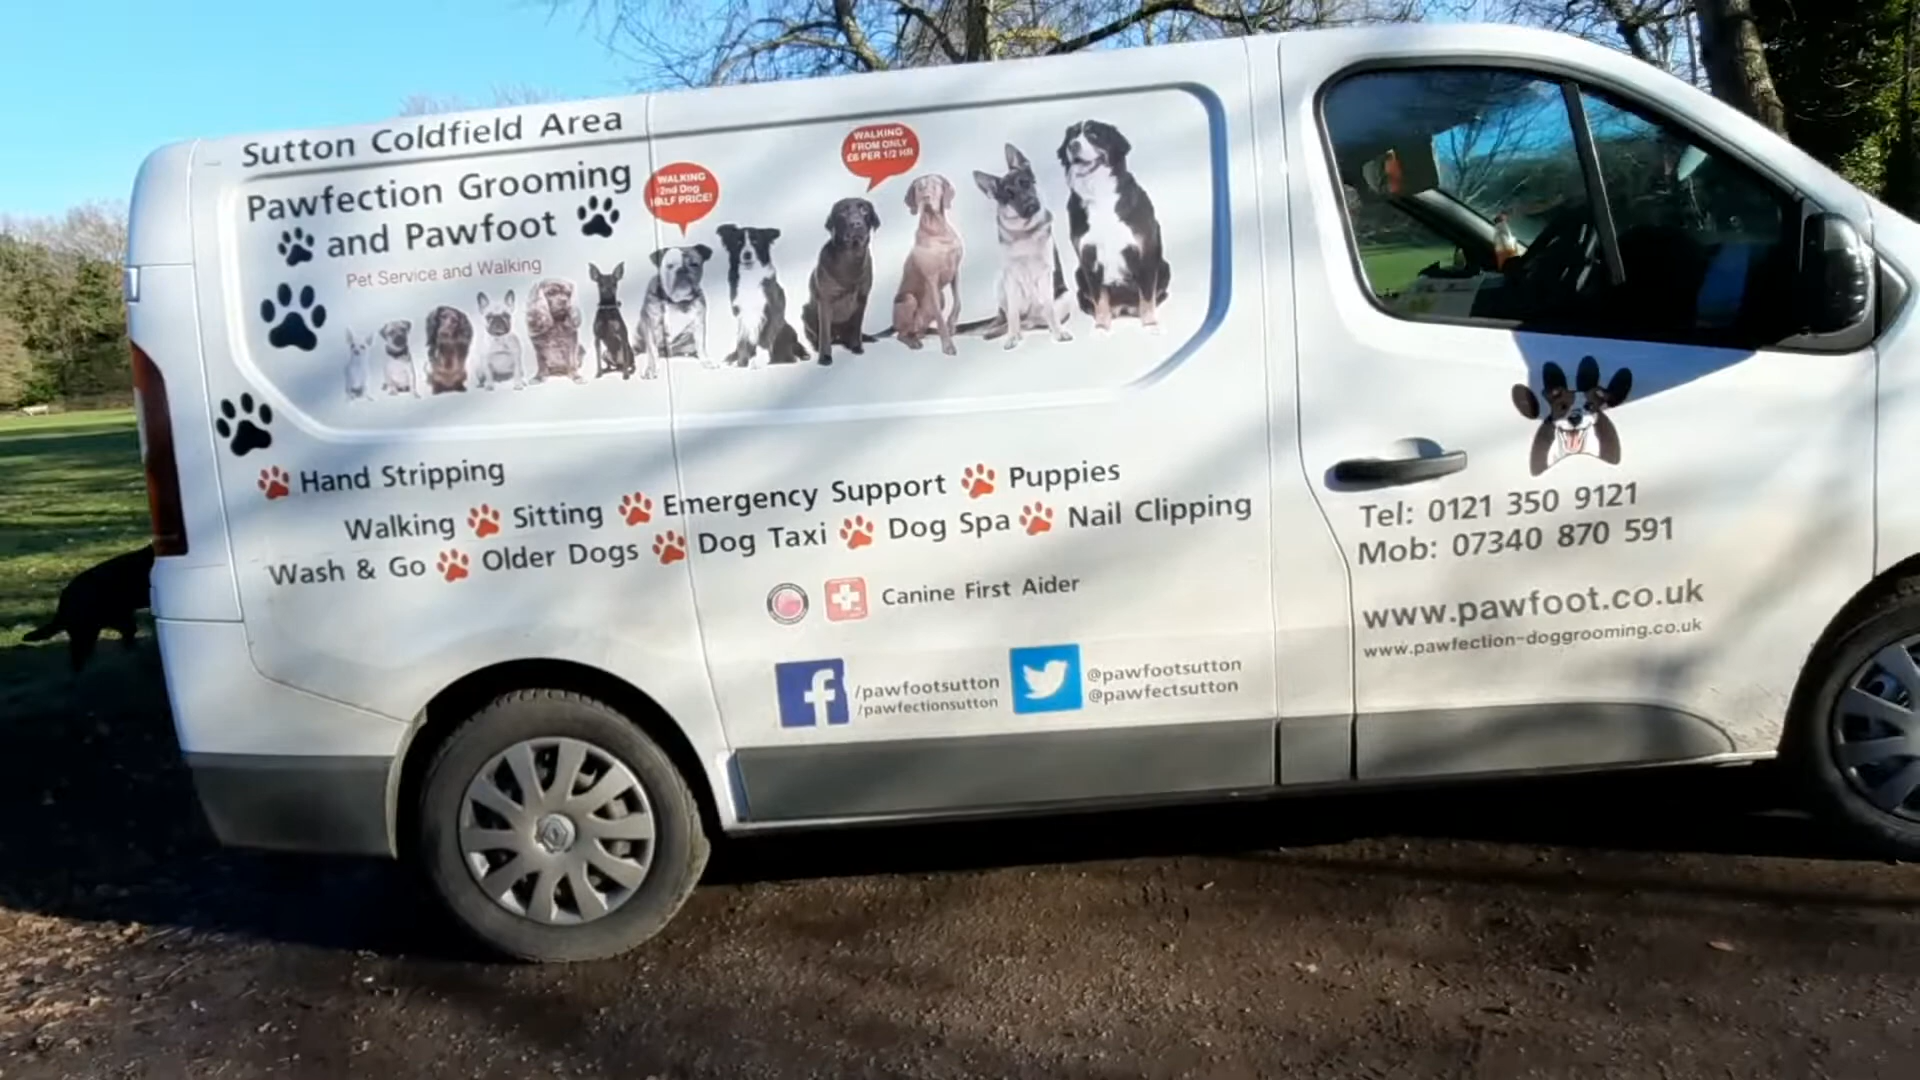 Sutton Coldfield Area
Pawfection Grooming
and Pawfoot
Pet Service and Walking
WALKING
2nd Dog
HALF PRICE!
WALKING
FROM ONLY
£6 PER 1/2 HR
Hand Stripping
Walking Sitting Emergency Support Puppies
Wash & Go Older Dogs Dog Taxi Dog Spa Nail Clipping
Canine First Aider
/pawfootsutton
/pawfectionsutton
@pawfootsutton
@pawfectsutton
Tel: 0121 350 9121
Mob: 07340 870 591
www.pawfoot.co.uk
www.pawfection-doggrooming.co.uk